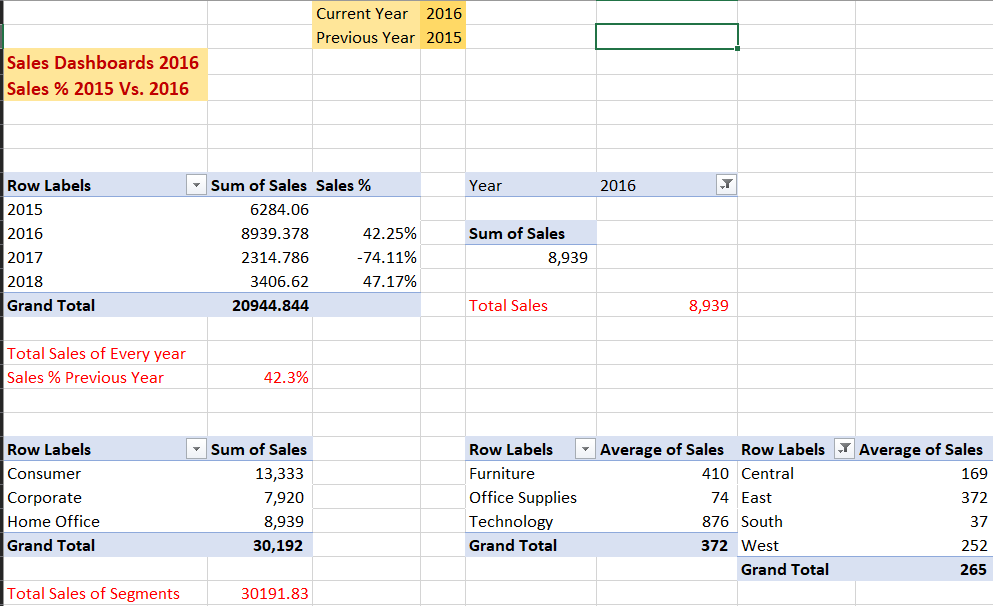 Current Year 2016
Previous Year 2015
Sales Dashboards 2016
Sales % 2015 Vs. 2016
Row Labels Sum of Sales Sales %
2015 6284.06
2016 8939.378 42.25%
2017 2314.786 -74.11%
2018 3406.62 47.17%
Grand Total 20944.844
Year 2016
Sum of Sales
8,939
Total Sales 8,939
Total Sales of Every year
Sales % Previous Year 42.3%
Row Labels Sum of Sales
Consumer 13,333
Corporate 7,920
Home Office 8,939
Grand Total 30,192
Total Sales of Segments 30191.83
Row Labels Average of Sales
Furniture 410
Office Supplies 74
Technology 876
Grand Total 372
Row Labels Average of Sales
Central 169
East 372
South 37
West 252
Grand Total 265